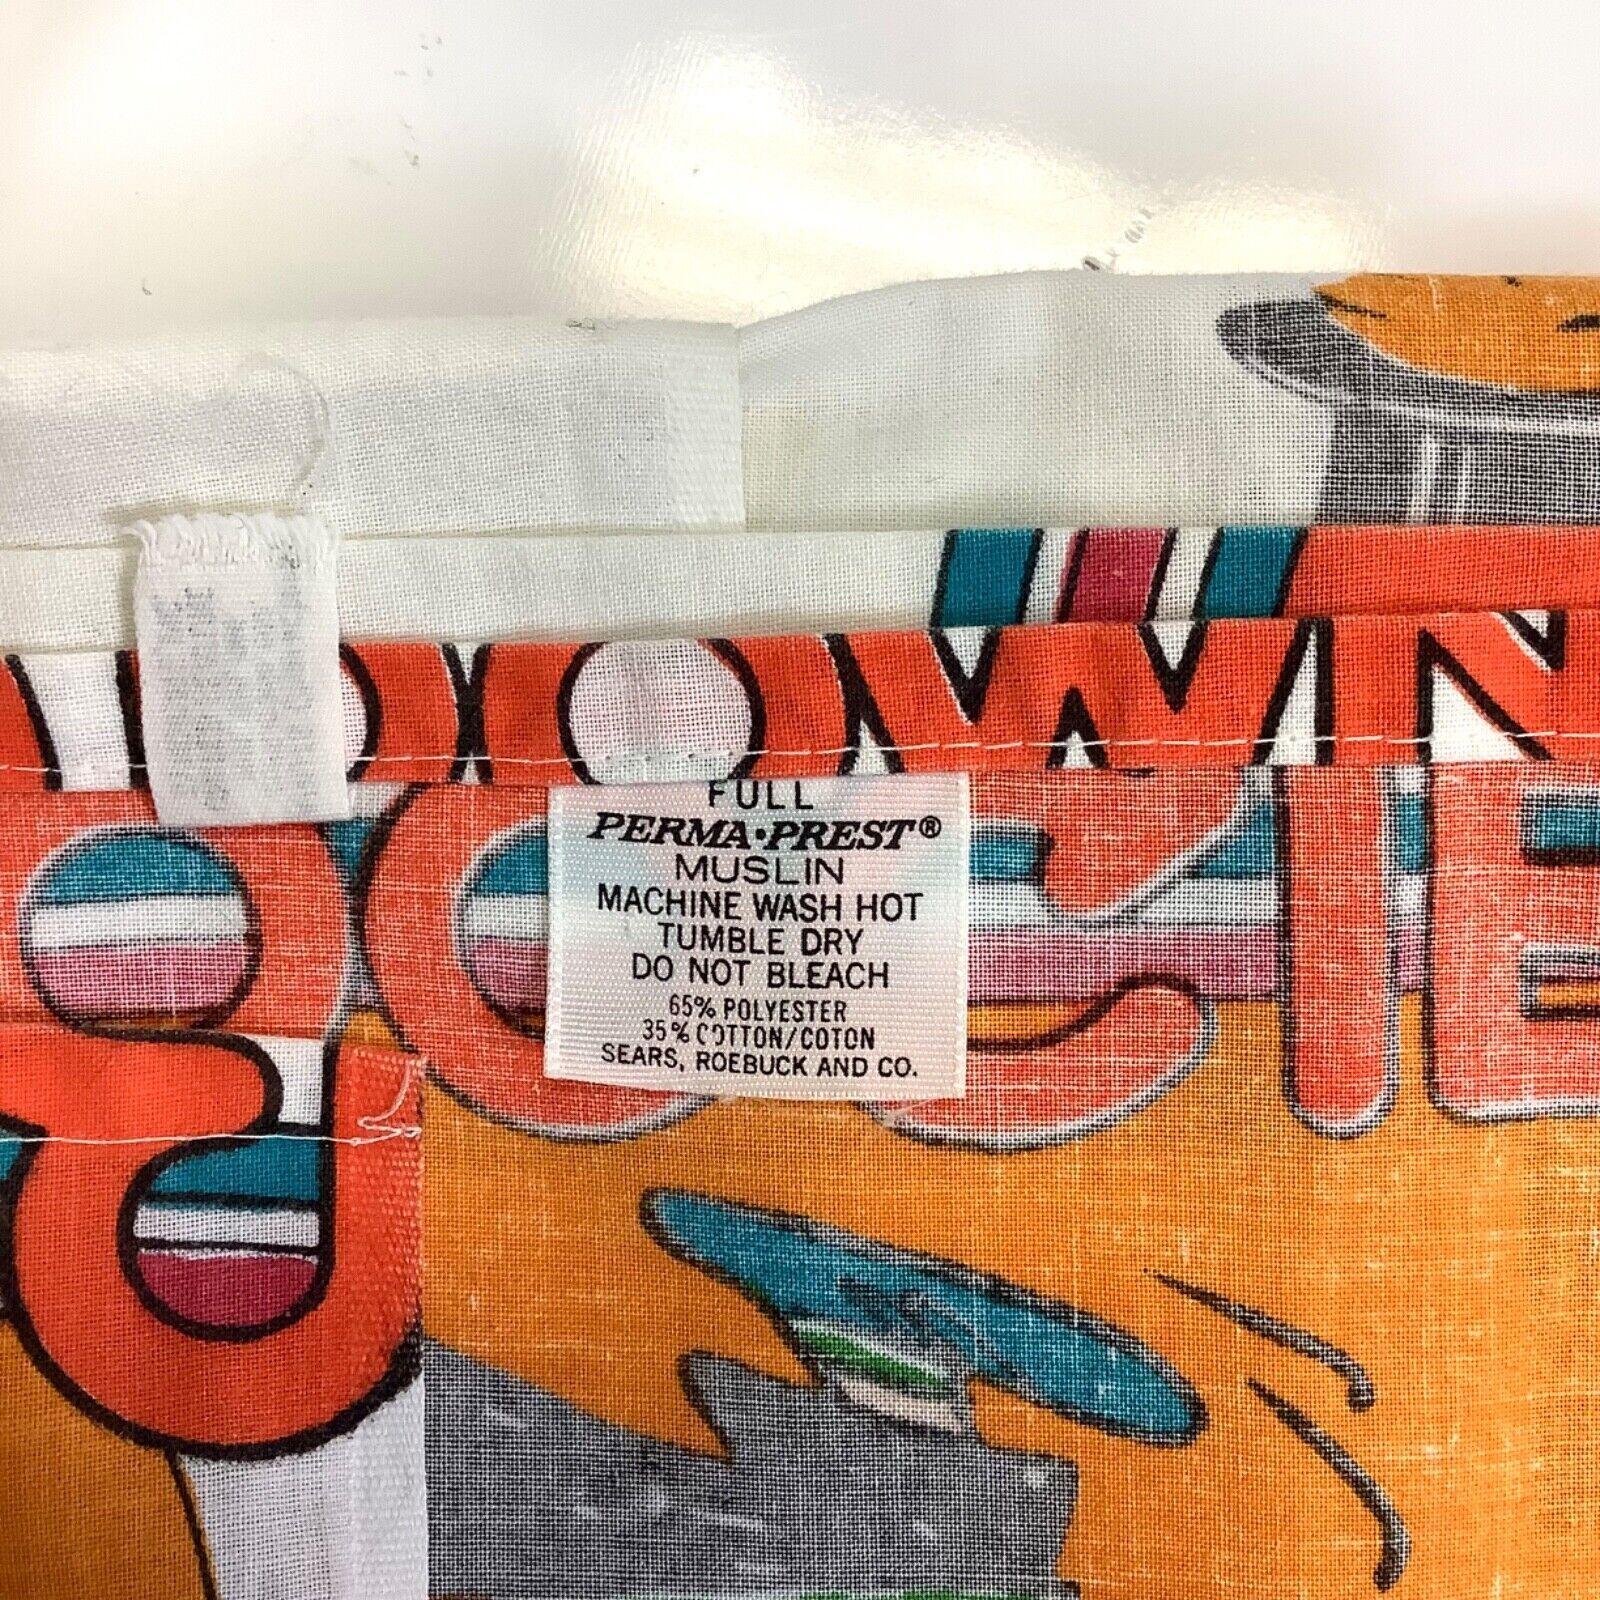 OWN
FULL
PERMA·PREST®
MUSLIN
MACHINE WASH HOT
TUMBLE DRY
DO NOT BLEACH
65% POLYESTER
35% COTTON/COTON
SEARS, ROEBUCK AND CO.